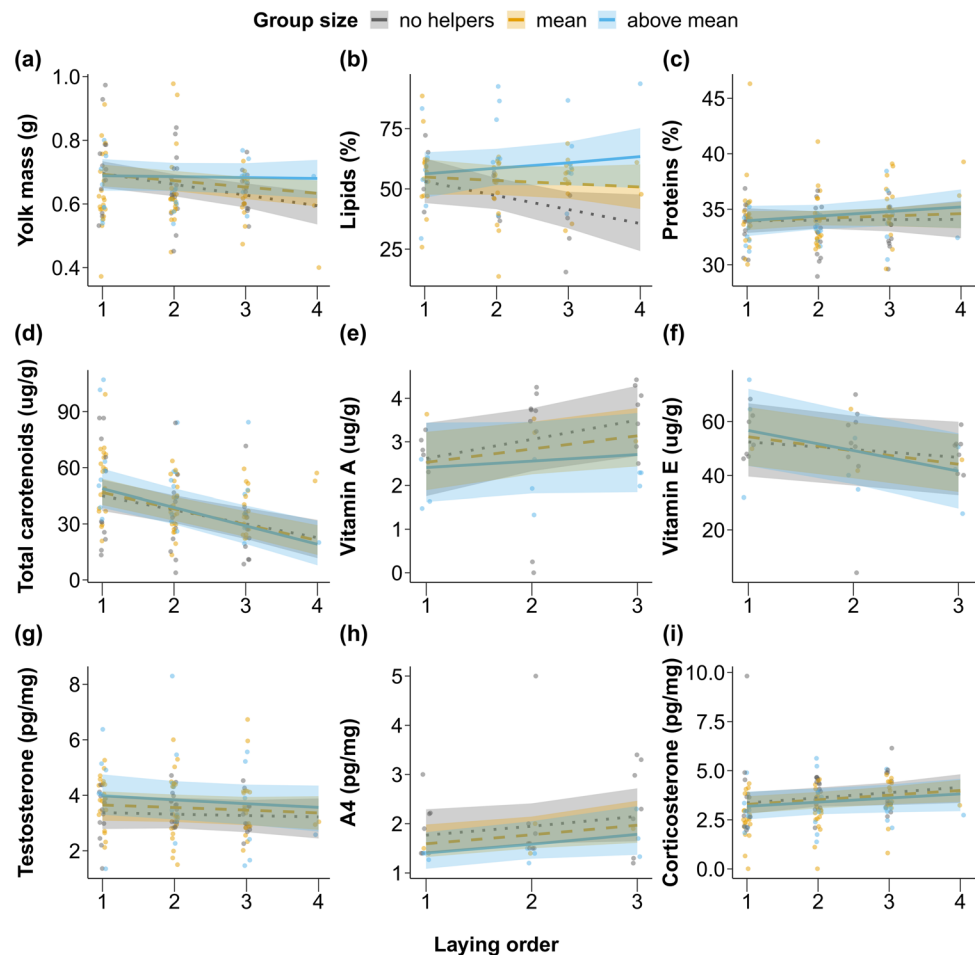 Group size no helpers mean above mean
(a) (b) (c)
Yolk mass (g)
1.0
0.8
0.6
0.4
1 2 3 4
Lipids (%)
75
50
25
1 2 3 4
Proteins (%)
45
40
35
30
1 2 3 4
(d) (e) (f)
Total carotenoids (ug/g)
90
60
30
0
1 2 3 4
Vitamin A (ug/g)
4
3
2
1
0
1 2 3
Vitamin E (ug/g)
60
40
20
1 2 3
(g) (h) (i)
Testosterone (pg/mg)
8
6
4
2
1 2 3 4
A4 (pg/mg)
5
4
3
2
1
1 2 3
Corticosterone (pg/mg)
10.0
7.5
5.0
2.5
0.0
1 2 3 4
Laying order